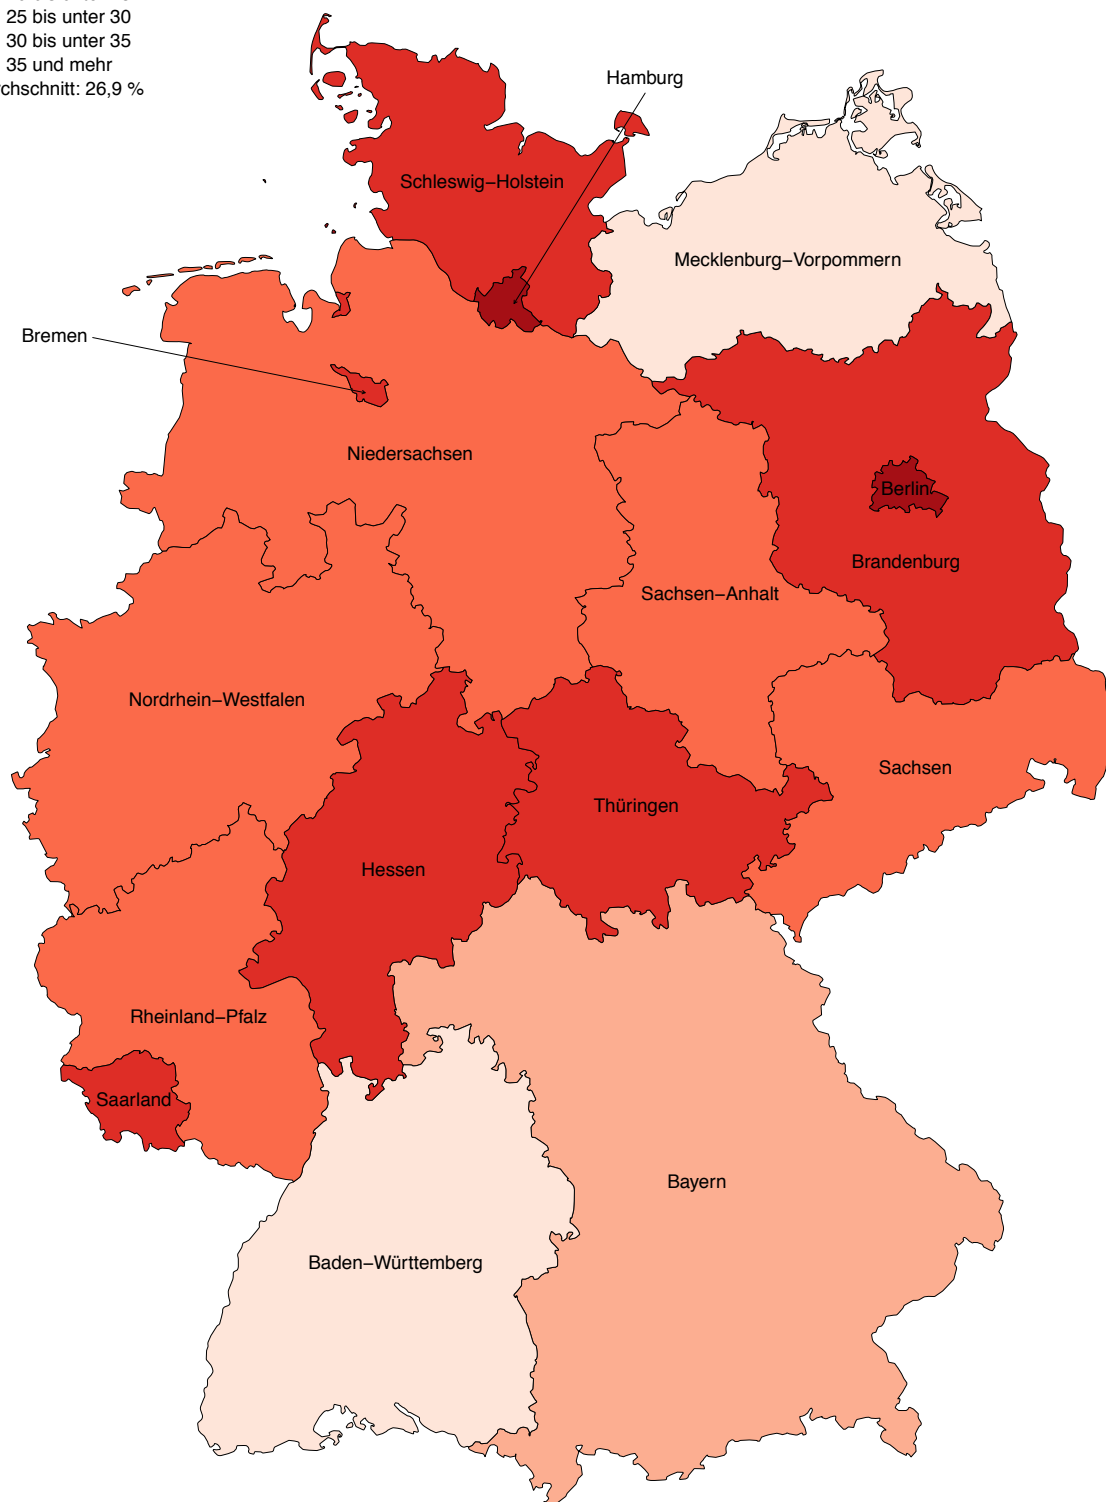 25 bis unter 30
30 bis unter 35
35 und mehr
chschnitt: 26,9 %
Hamburg
Schleswig−Holstein
Mecklenburg−Vorpommern
Bremen
Niedersachsen
Berlin
Brandenburg
Sachsen−Anhalt
Nordrhein−Westfalen
Sachsen
Thüringen
Hessen
Rheinland−Pfalz
Saarland
Bayern
Baden−Württemberg